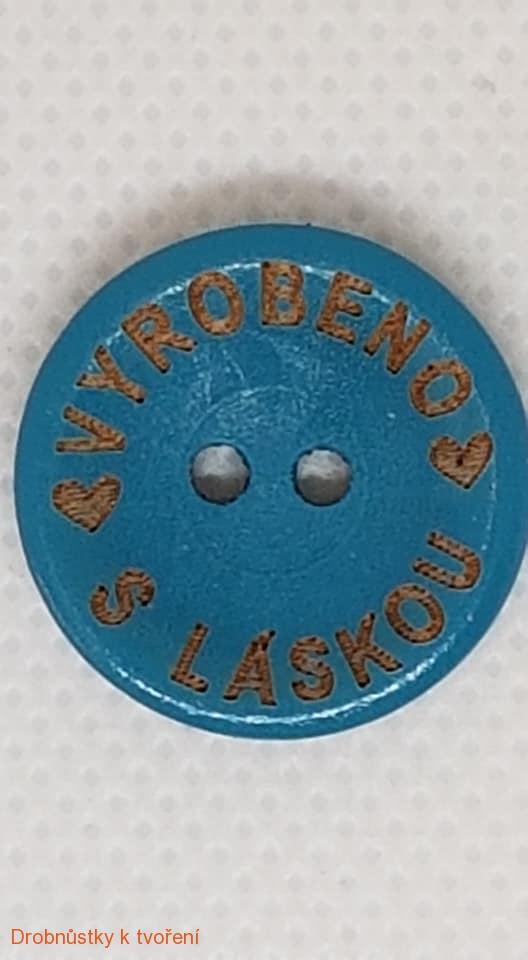 VYROBENO
S LÁSKOU
Drobnůstky k tvoření